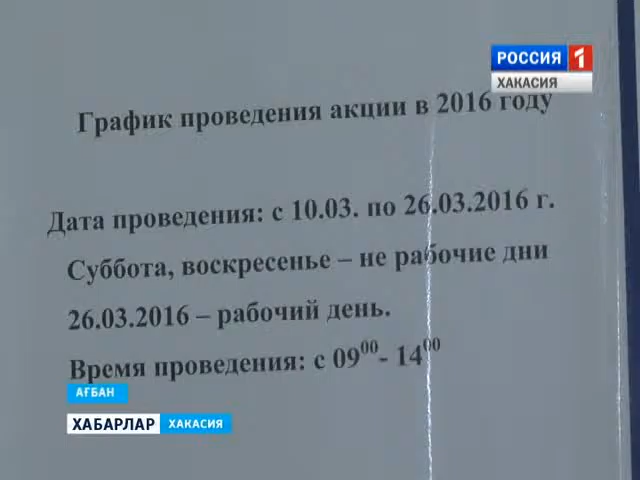 РОССИЯ 1
ХАКАСИЯ
График проведения акции в 2016 году
Дата проведения: с 10.03. по 26.03.2016 г.
Суббота, воскресенье – не рабочие дни
26.03.2016 – рабочий день.
Время проведения: с 09⁰⁰- 14⁰⁰
АҒБАН
ХАБАРЛАР ХАКАСИЯ